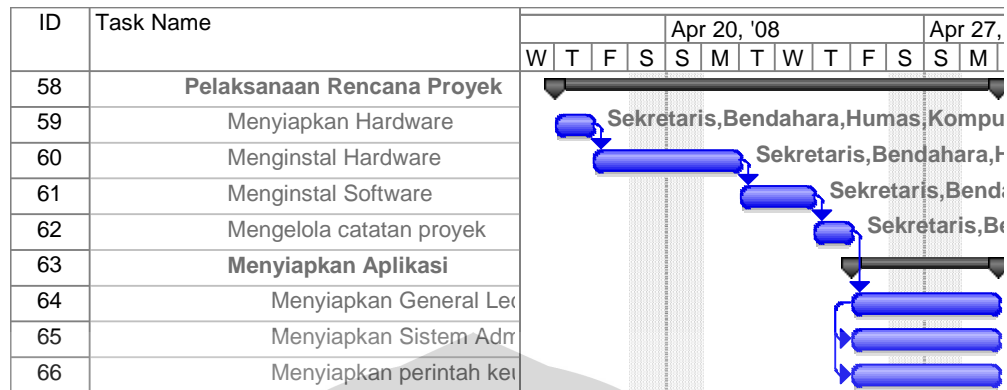 ID Task Name Apr 20, '08 Apr 27,
W T F S S M T W T F S S M
58 Pelaksanaan Rencana Proyek
59 Menyiapkan Hardware Sekretaris,Bendahara,Humas,Kompu
60 Menginstal Hardware Sekretaris,Bendahara,H
61 Menginstal Software Sekretaris,Benda
62 Mengelola catatan proyek Sekretaris,Be
63 Menyiapkan Aplikasi
64 Menyiapkan General Led
65 Menyiapkan Sistem Adm
66 Menyiapkan perintah keu